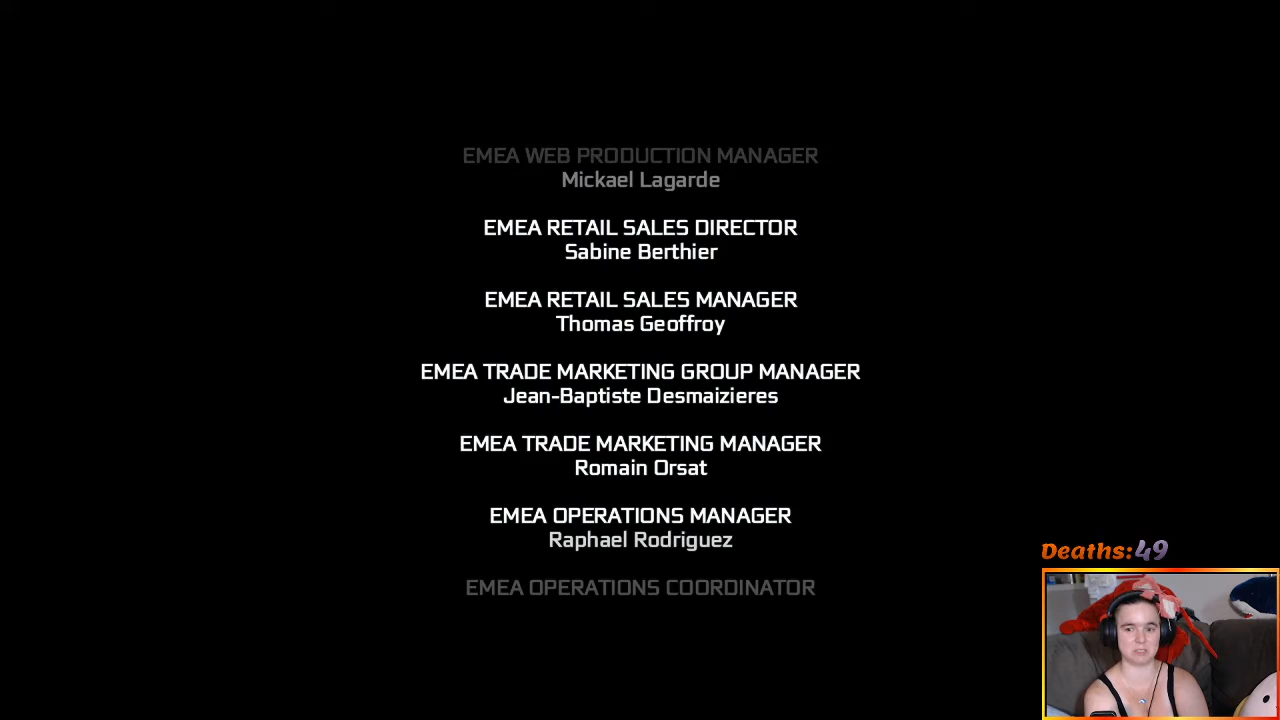 EMEA WEB PRODUCTION MANAGER
Mickael Lagarde
EMEA RETAIL SALES DIRECTOR
Sabine Berthier
EMEA RETAIL SALES MANAGER
Thomas Geoffroy
EMEA TRADE MARKETING GROUP MANAGER
Jean-Baptiste Desmaizieres
EMEA TRADE MARKETING MANAGER
Romain Orsat
EMEA OPERATIONS MANAGER
Raphael Rodriguez
EMEA OPERATIONS COORDINATOR
Deaths:49